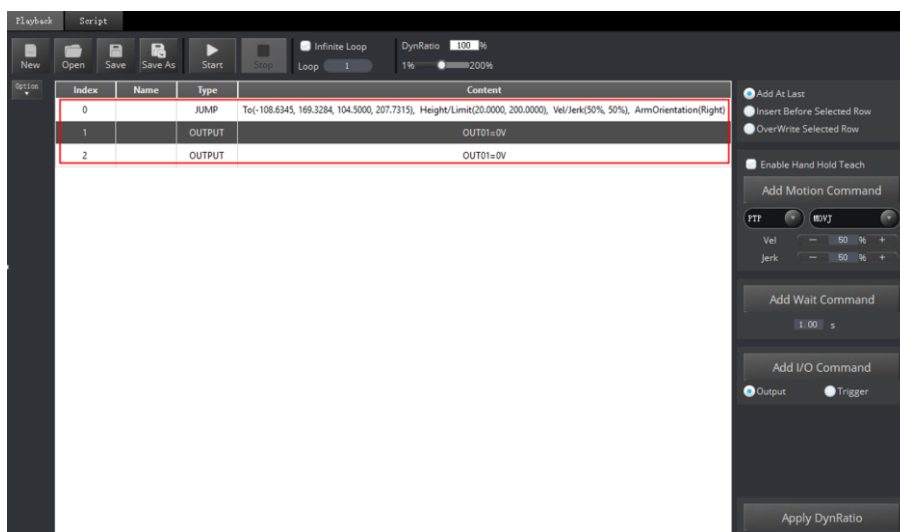 Playback Script
New Open Save Save As Start Stop
Infinite Loop
Loop 1
DynRatio 100 %
1% 200%
Option
Index Name Type Content
0 JUMP To(-108.6345, 169.3284, 104.5000, 207.7315), Height/Limit(20.0000, 200.0000), Vel/Jerk(50%, 50%), ArmOrientation(Right)
1 OUTPUT OUT01=0V
2 OUTPUT OUT01=0V
Add At Last
Insert Before Selected Row
OverWrite Selected Row
Enable Hand Hold Teach
Add Motion Command
PTP MOVJ
Vel − 50 % +
Jerk − 50 % +
Add Wait Command
1.00 s
Add I/O Command
Output Trigger
Apply DynRatio